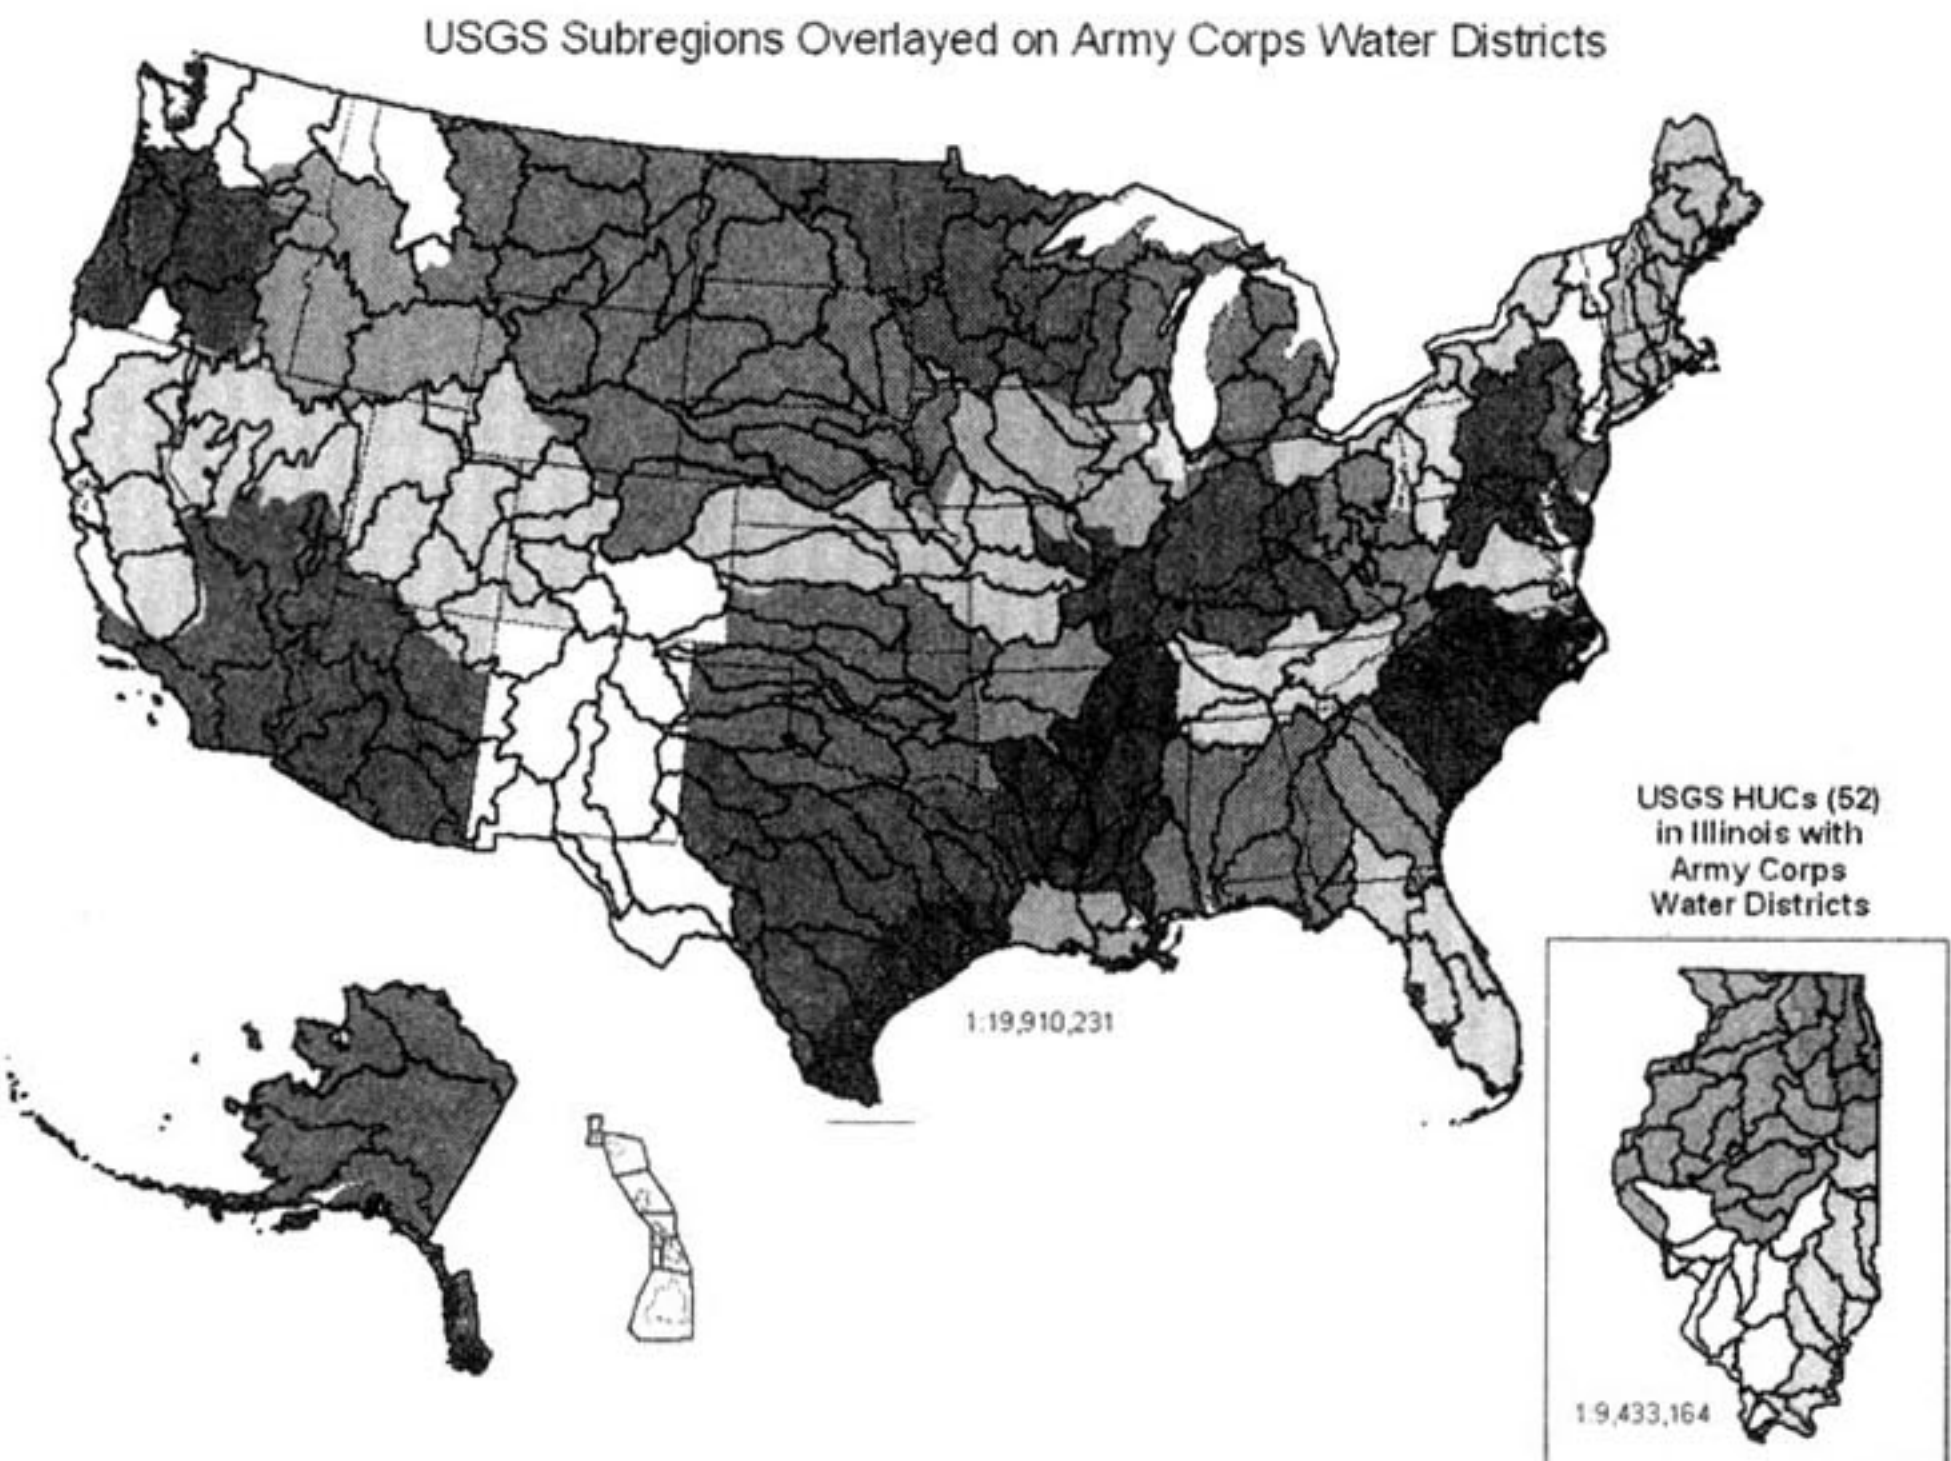 USGS Subregions Overlayed on Army Corps Water Districts
USGS HUCs (52)
in Illinois with
Army Corps
Water Districts
1:19,910,231
1:9,433,164